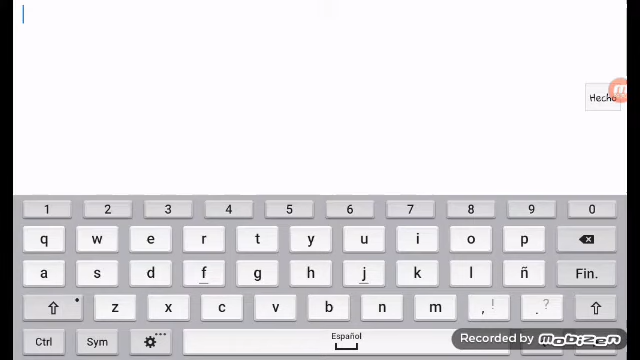 Hecho
1 2 3 4 5 6 7 8 9 0
q w e r t y u i o p
a s d f g h j k l ñ Fin.
z x c v b n m , ! . ?
Ctrl Sym Español
Recorded by mobizen